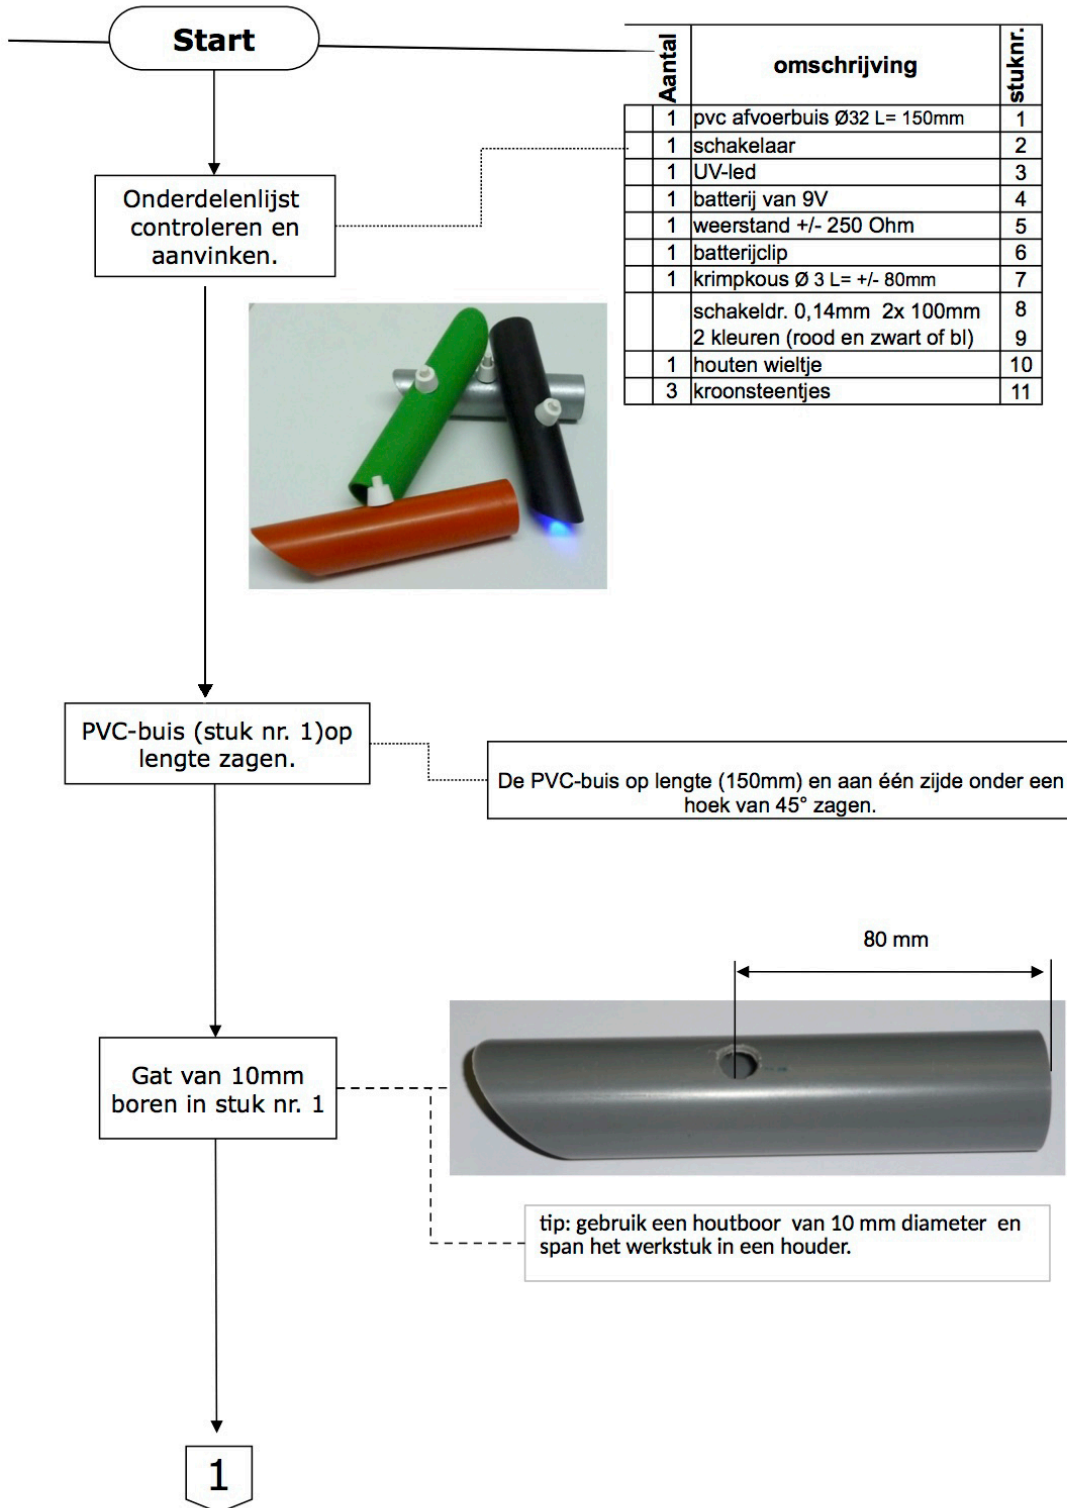 Start
Aantal omschrijving stuknr.
1 pvc afvoerbuis Ø32 L= 150mm 1
1 schakelaar 2
1 UV-led 3
1 batterij van 9V 4
1 weerstand +/- 250 Ohm 5
1 batterijclip 6
1 krimpkous Ø 3 L= +/- 80mm 7
schakeldr. 0,14mm 2x 100mm 8
2 kleuren (rood en zwart of bl) 9
1 houten wieltje 10
3 kroonsteentjes 11
Onderdelenlijst
controleren en
aanvinken.
PVC-buis (stuk nr. 1)op
lengte zagen.
De PVC-buis op lengte (150mm) en aan één zijde onder een
hoek van 45° zagen.
80 mm
Gat van 10mm
boren in stuk nr. 1
tip: gebruik een houtboor van 10 mm diameter en
span het werkstuk in een houder.
1